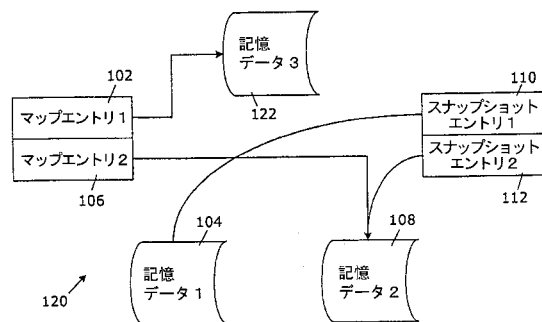 記憶
データ3
122
102
マップエントリ1
マップエントリ2
106
110
スナップショット
エントリ1
スナップショット
エントリ2
112
104
記憶
データ1
108
記憶
データ2
120